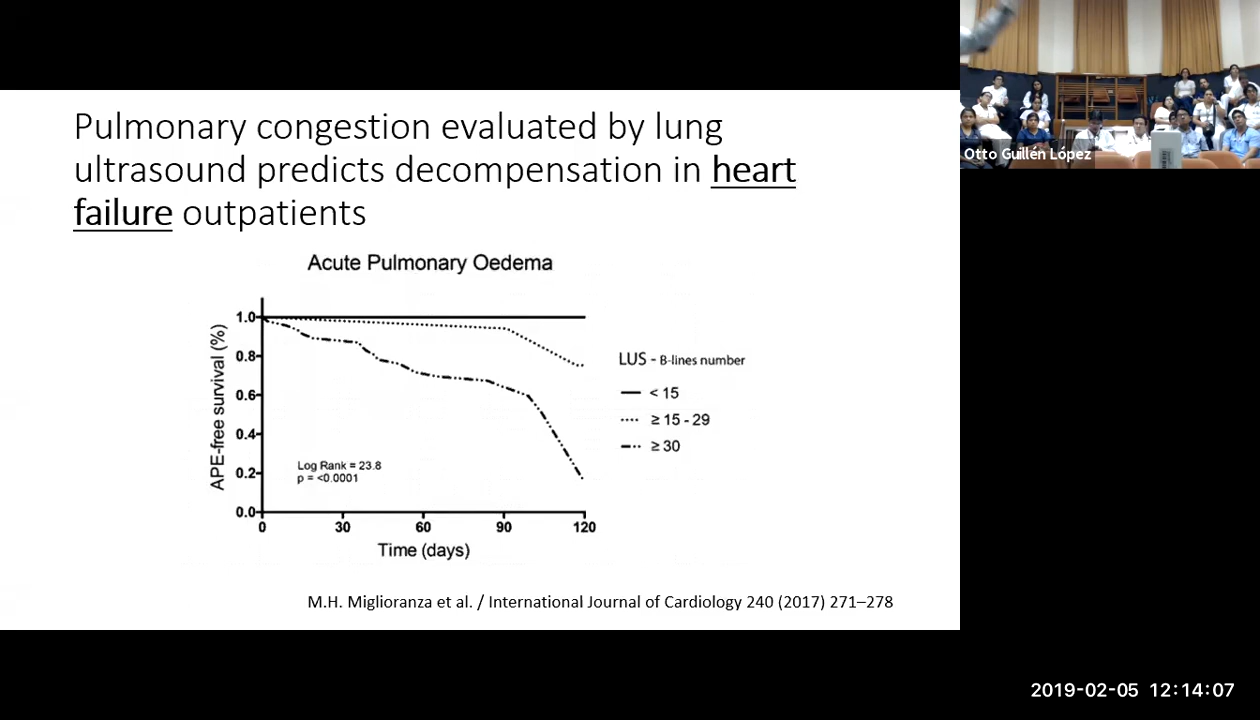 Pulmonary congestion evaluated by lung
ultrasound predicts decompensation in heart
failure outpatients
Acute Pulmonary Oedema
APE-free survival (%)
1.0
0.8
0.6
0.4
0.2
0.0
Log Rank = 23.8
p = <0.0001
0 30 60 90 120
Time (days)
LUS - B-lines number
< 15
≥ 15 - 29
≥ 30
M.H. Miglioranza et al. / International Journal of Cardiology 240 (2017) 271–278
Otto Guillén López
2019-02-05 12:14:07